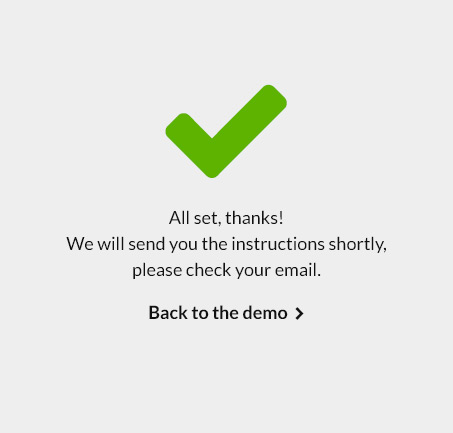 All set, thanks!
We will send you the instructions shortly,
please check your email.
Back to the demo